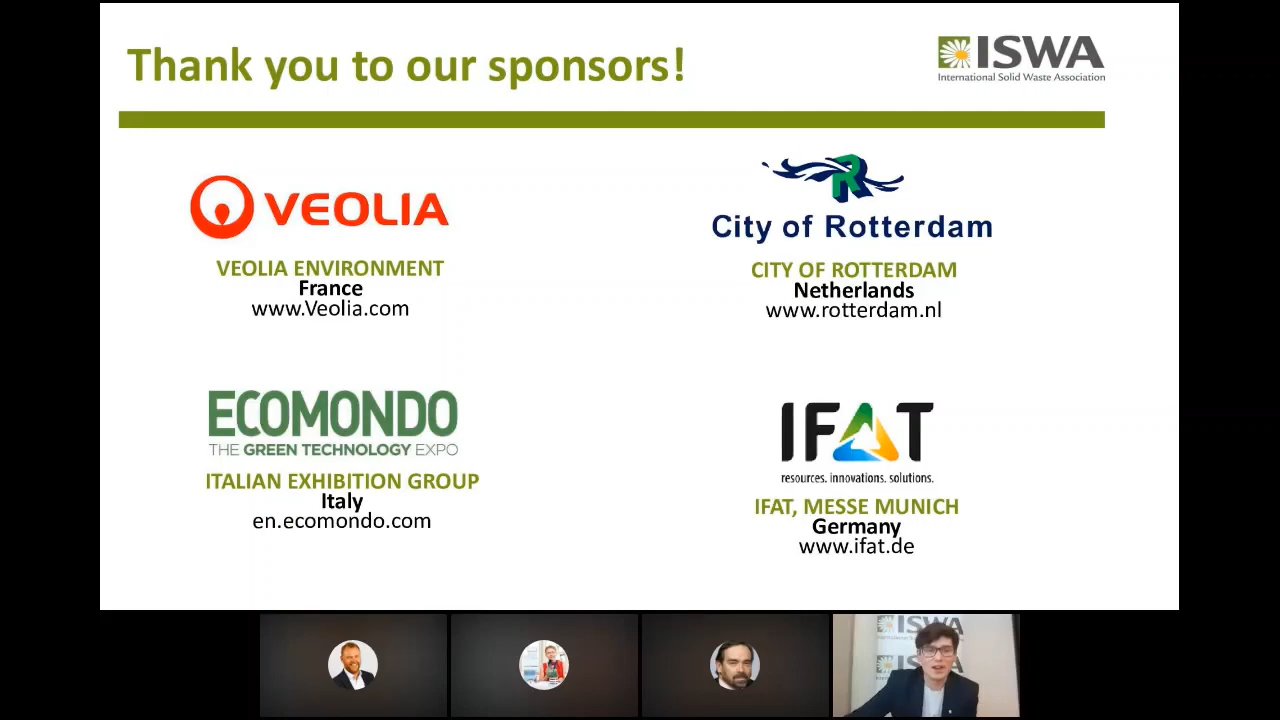 Thank you to our sponsors!
ISWA
International Solid Waste Association
VEOLIA
VEOLIA ENVIRONMENT
France
www.Veolia.com
R
City of Rotterdam
CITY OF ROTTERDAM
Netherlands
www.rotterdam.nl
ECOMONDO
THE GREEN TECHNOLOGY EXPO
ITALIAN EXHIBITION GROUP
Italy
en.ecomondo.com
IFAT
resources. innovations. solutions.
IFAT, MESSE MUNICH
Germany
www.ifat.de
ISWA
ISWA